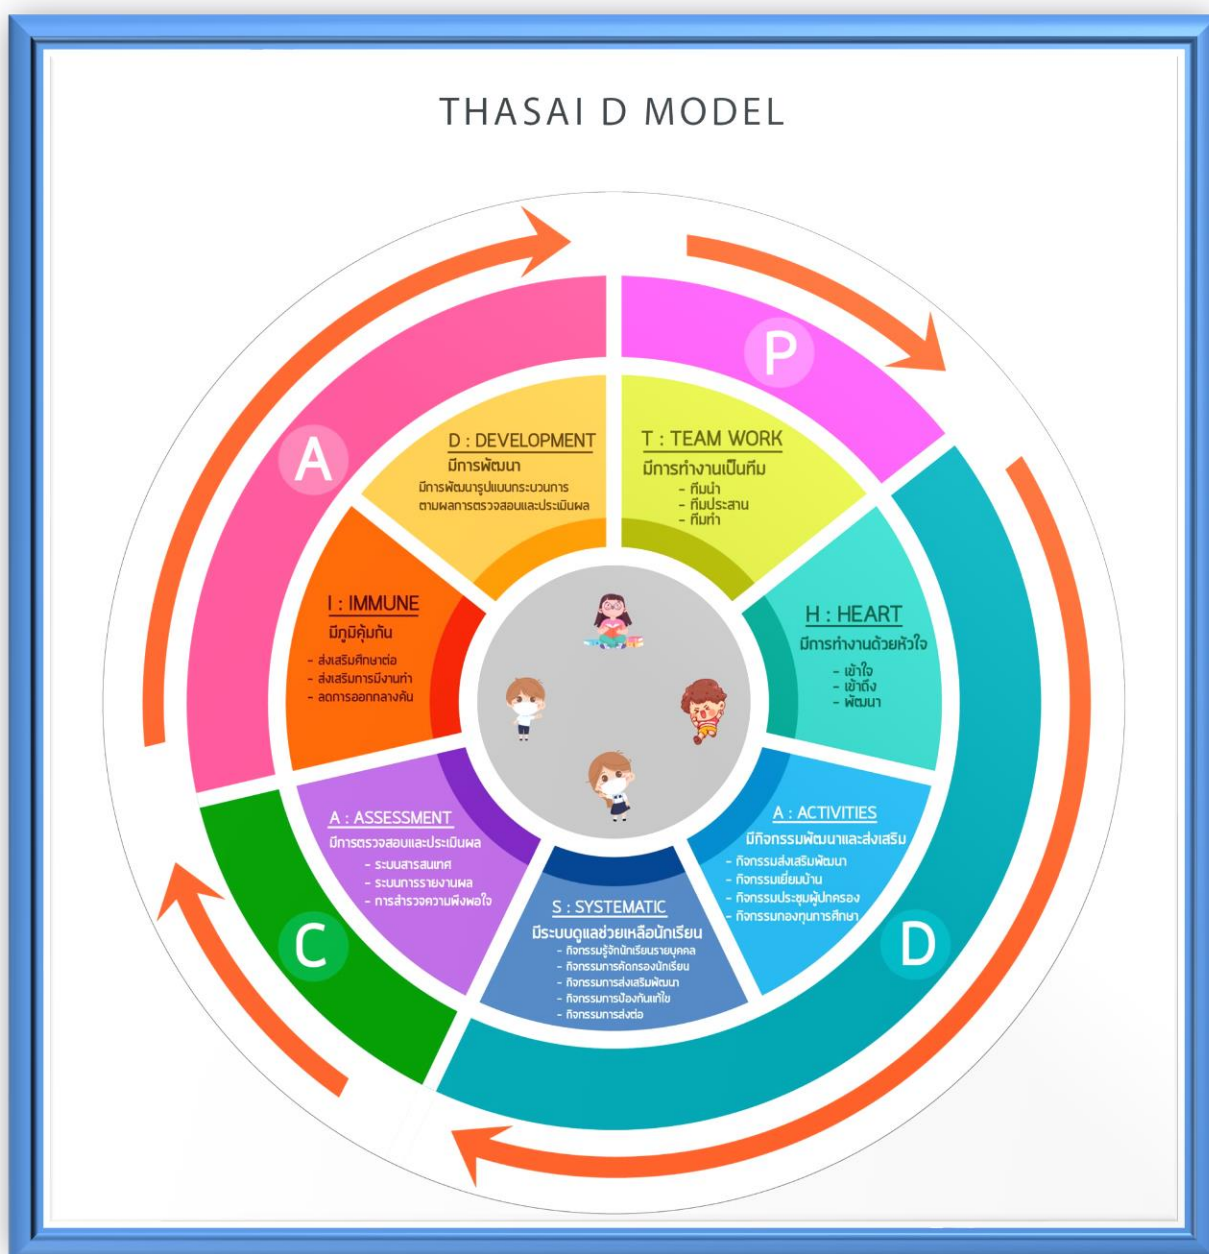 THASAI D MODEL
P
T : TEAM WORK
มีการทำงานเป็นทีม
- ทีมนำ
- ทีมประสาน
- ทีมทำ
D
H : HEART
มีการทำงานด้วยหัวใจ
- เข้าใจ
- เข้าถึง
- พัฒนา
A : ACTIVITIES
มีกิจกรรมพัฒนาและส่งเสริม
- กิจกรรมส่งเสริมพัฒนา
- กิจกรรมเยี่ยมบ้าน
- กิจกรรมประชุมผู้ปกครอง
- กิจกรรมกองทุนการศึกษา
S : SYSTEMATIC
มีระบบดูแลช่วยเหลือนักเรียน
- กิจกรรมรู้จักนักเรียนรายบุคคล
- กิจกรรมการคัดกรองนักเรียน
- กิจกรรมการส่งเสริมพัฒนา
- กิจกรรมการป้องกันแก้ไข
- กิจกรรมการส่งต่อ
C
A : ASSESSMENT
มีการตรวจสอบและประเมินผล
- ระบบสารสนเทศ
- ระบบการรายงานผล
- การสำรวจความพึงพอใจ
A
I : IMMUNE
มีภูมิคุ้มกัน
- ส่งเสริมศึกษาต่อ
- ส่งเสริมการมีงานทำ
- ลดการออกกลางคัน
D : DEVELOPMENT
มีการพัฒนา
มีการพัฒนารูปแบบกระบวนการ
ตามผลการตรวจสอบและประเมินผล